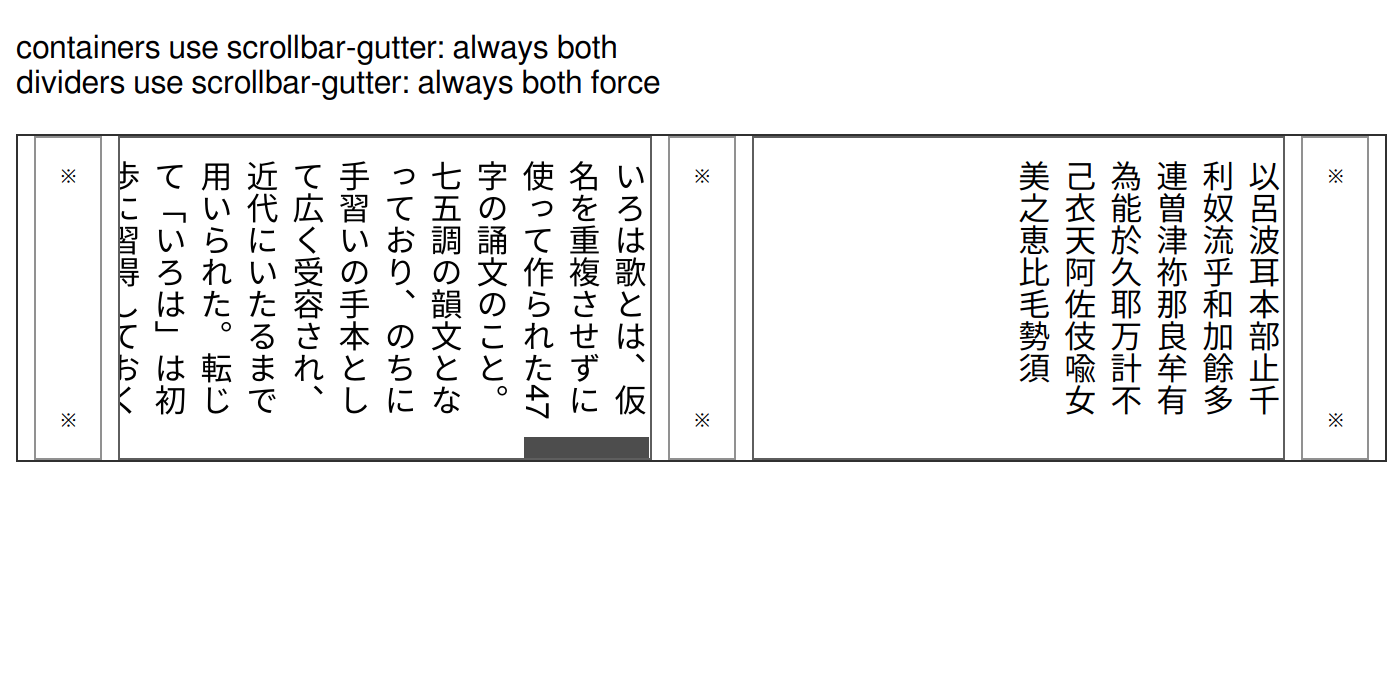 containers use scrollbar-gutter: always both
dividers use scrollbar-gutter: always both force
※
※
以呂波耳本部止千
利奴流乎和加餘多
連曽津祢那良牟有
為能於久耶万計不
己衣天阿佐伎喩女
美之恵比毛勢須
※
※
いろは歌とは、仮
名を重複させずに
使って作られた47
字の誦文のこと。
七五調の韻文とな
っており、のちに
手習いの手本とし
て広く受容され、
近代にいたるまで
用いられた。転じ
て「いろは」は初
歩に習得しておく
※
※